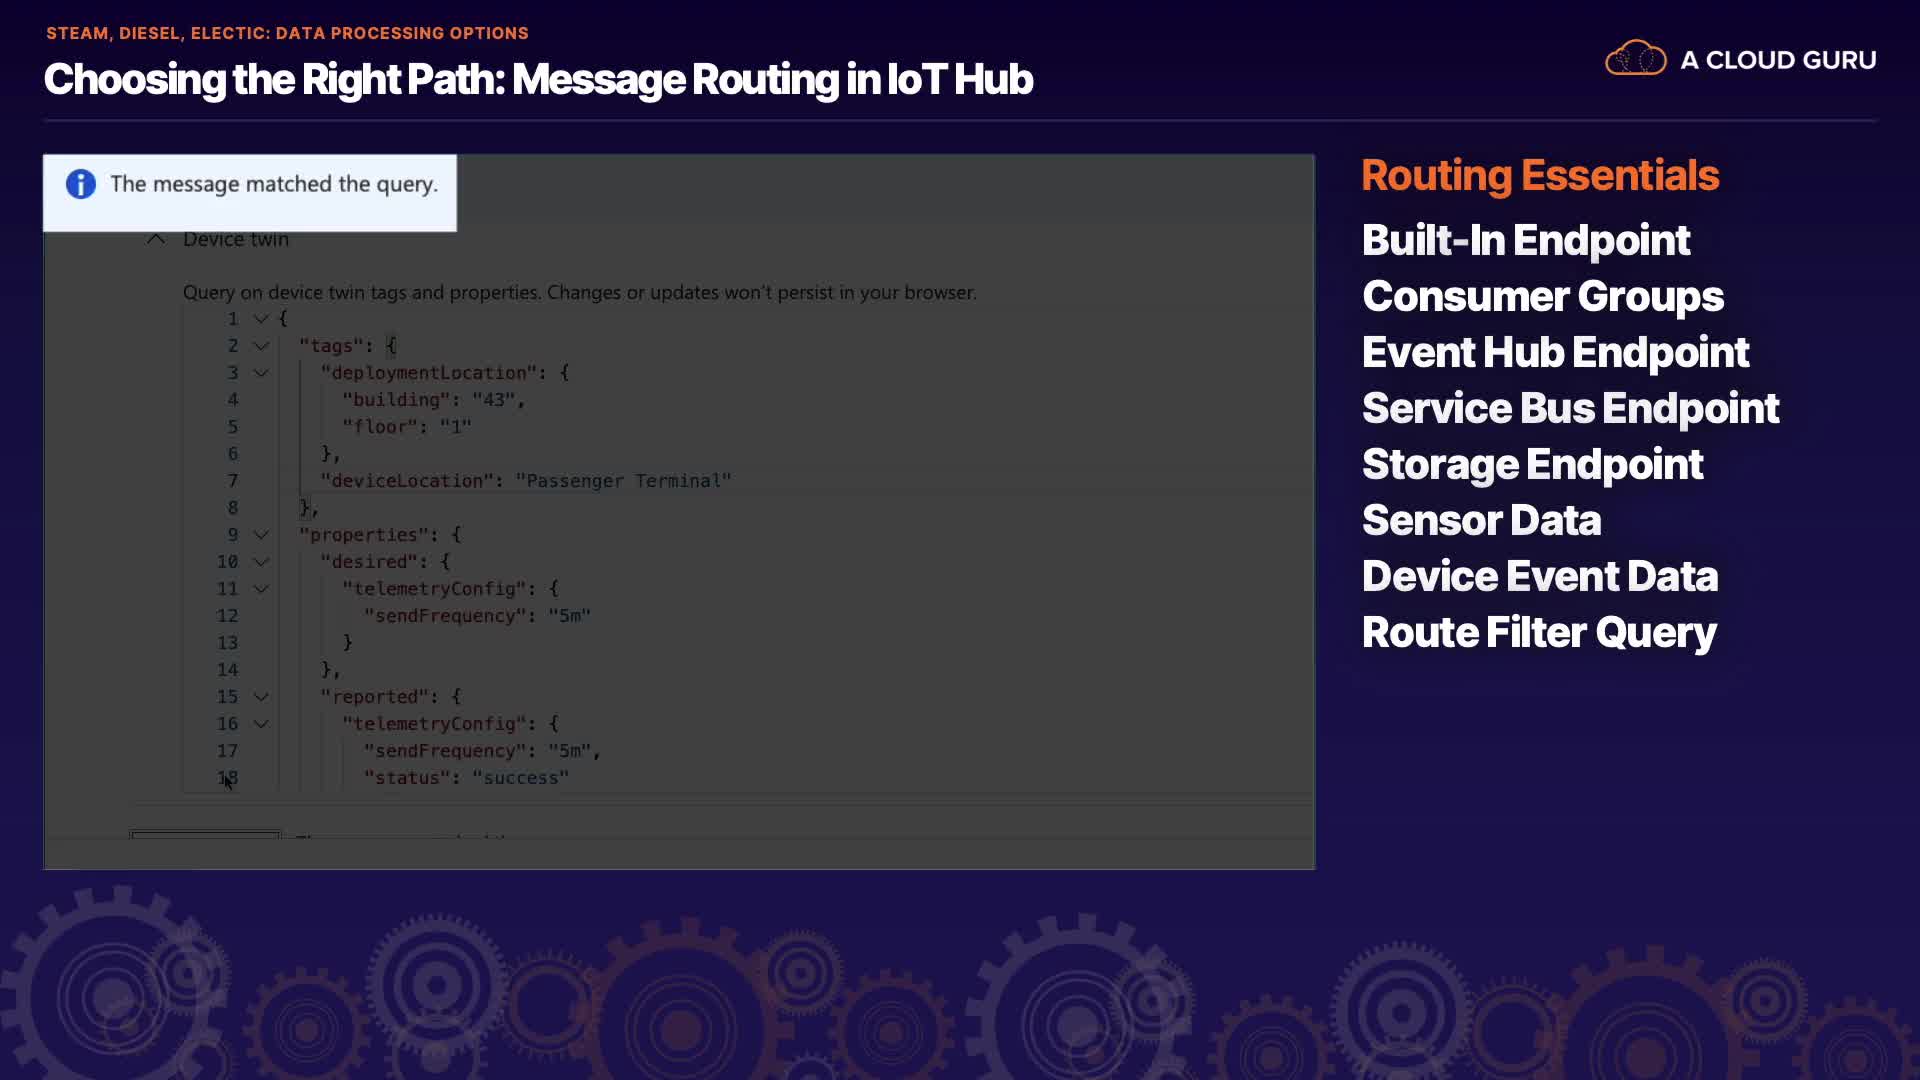 STEAM, DIESEL, ELECTIC: DATA PROCESSING OPTIONS
Choosing the Right Path: Message Routing in IoT Hub
A CLOUD GURU
The message matched the query.
Device twin
Query on device twin tags and properties. Changes or updates won't persist in your browser.
1 {
2 "tags": {
3 "deploymentLocation": {
4 "building": "43",
5 "floor": "1"
6 },
7 "deviceLocation": "Passenger Terminal"
8 },
9 "properties": {
10 "desired": {
11 "telemetryConfig": {
12 "sendFrequency": "5m"
13 }
14 },
15 "reported": {
16 "telemetryConfig": {
17 "sendFrequency": "5m",
18 "status": "success"
Routing Essentials
Built-In Endpoint
Consumer Groups
Event Hub Endpoint
Service Bus Endpoint
Storage Endpoint
Sensor Data
Device Event Data
Route Filter Query